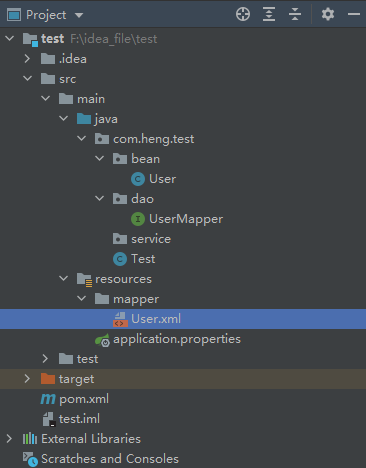 Project
test F:\idea_file\test
.idea
src
main
java
com.heng.test
bean
User
dao
UserMapper
service
Test
resources
mapper
User.xml
application.properties
test
target
pom.xml
test.iml
External Libraries
Scratches and Consoles